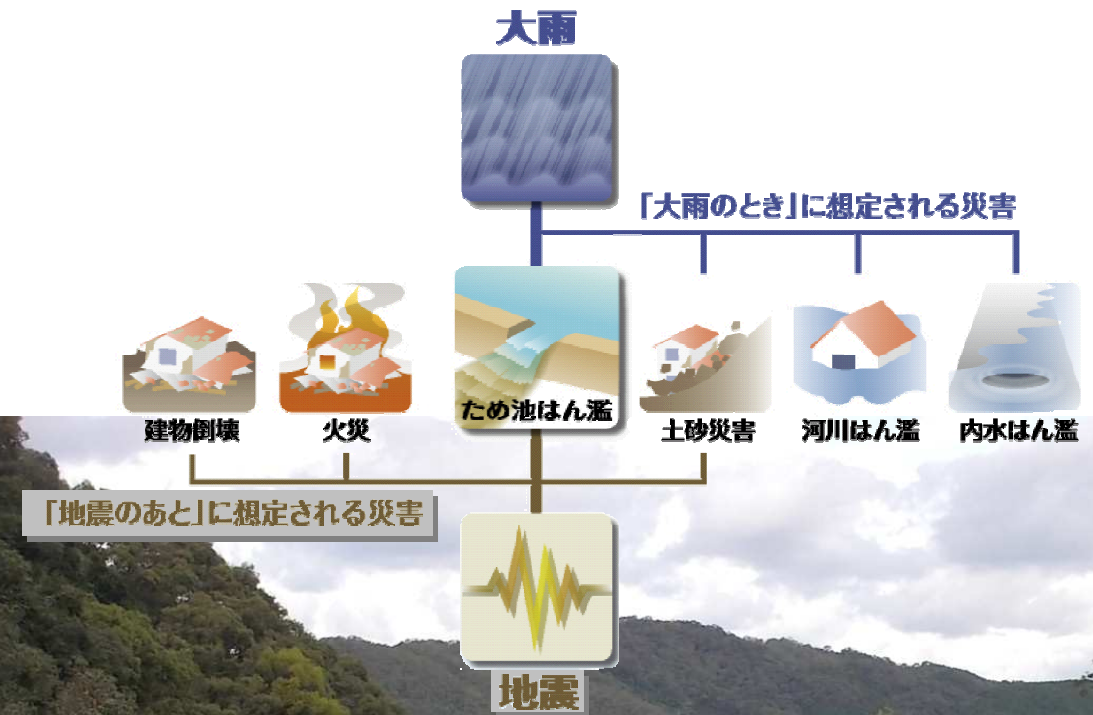 大雨
「大雨のとき」に想定される災害
建物倒壊
火災
ため池はん濫
土砂災害
河川はん濫
内水はん濫
「地震のあと」に想定される災害
地震